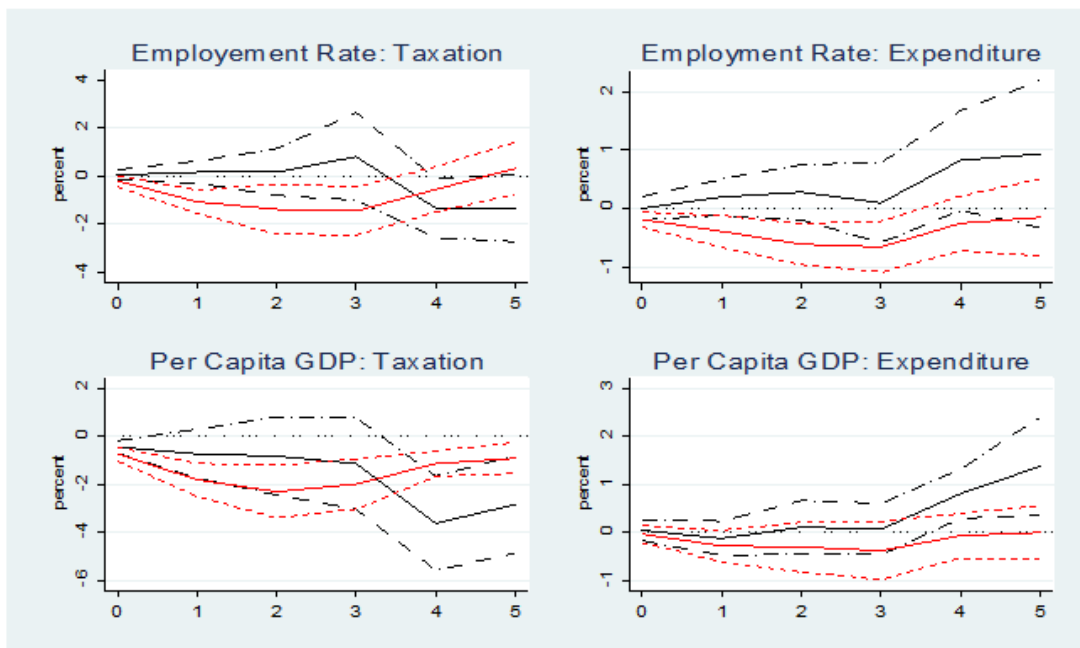 Employement Rate: Taxation
percent
4
2
0
-2
-4
0 1 2 3 4 5
Employment Rate: Expenditure
percent
2
1
0
-1
0 1 2 3 4 5
Per Capita GDP: Taxation
percent
2
0
-2
-4
-6
0 1 2 3 4 5
Per Capita GDP: Expenditure
percent
3
2
1
0
-1
0 1 2 3 4 5